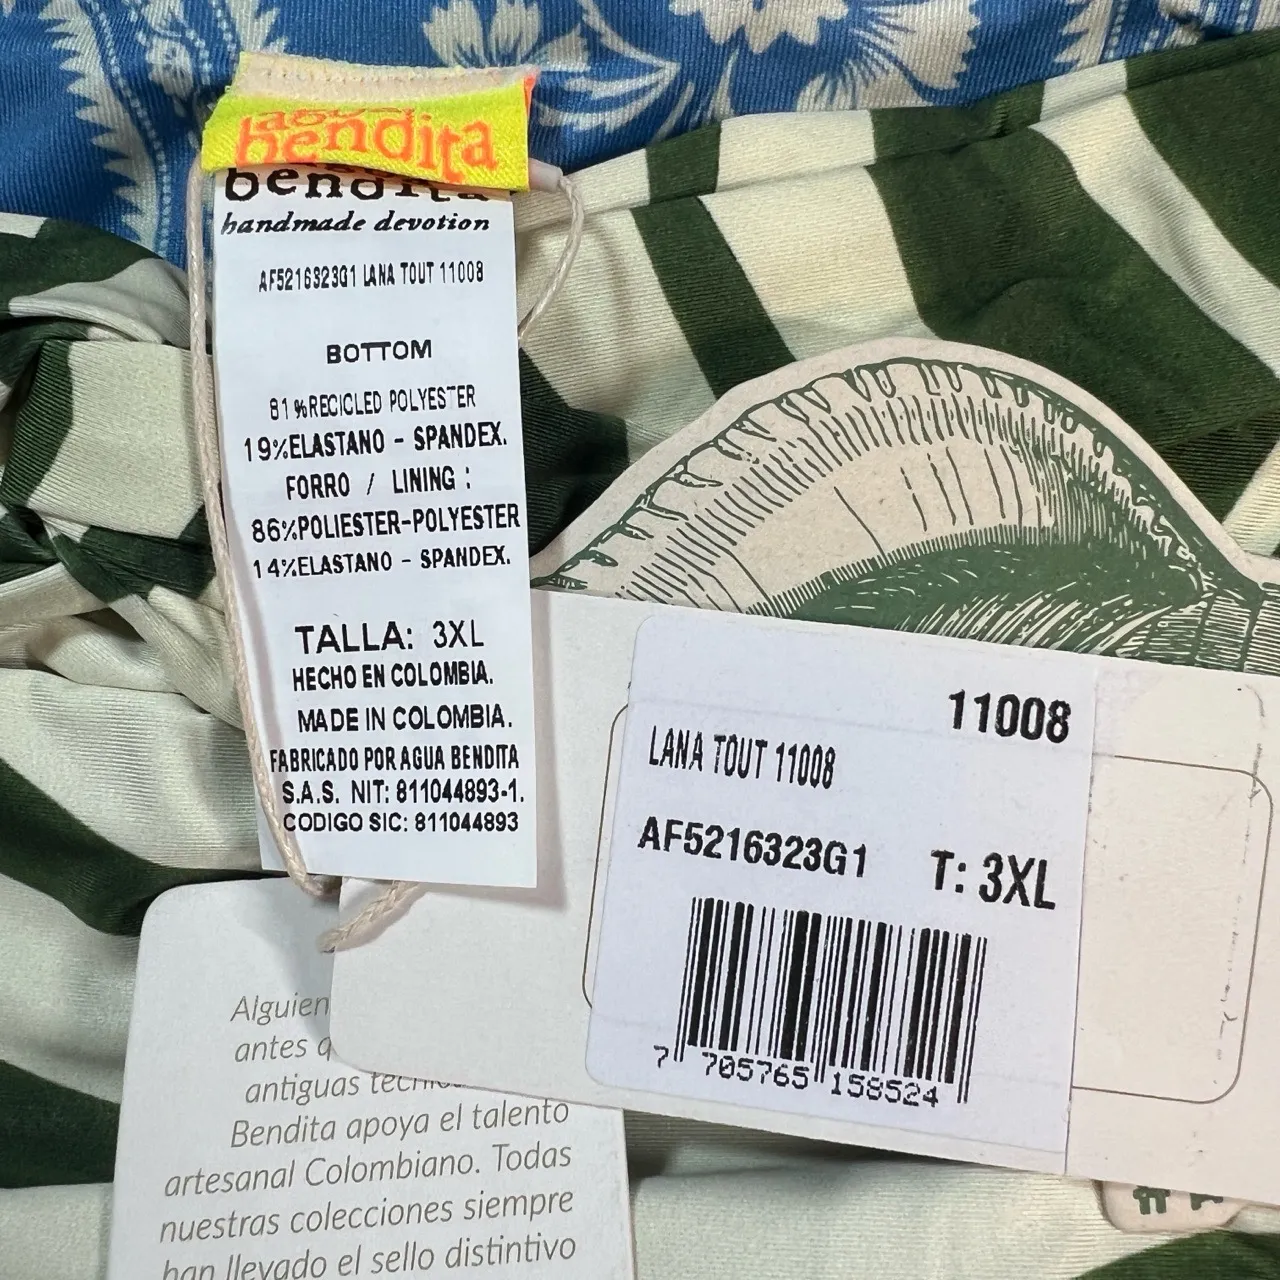 agua
bendita
bendita
handmade devotion
AF5216323G1 LANA TOUT 11008
BOTTOM
81%RECICLED POLYESTER
19%ELASTANO - SPANDEX.
FORRO / LINING :
86%POLIESTER-POLYESTER
14%ELASTANO - SPANDEX.
TALLA: 3XL
HECHO EN COLOMBIA.
MADE IN COLOMBIA.
FABRICADO POR AGUA BENDITA
S.A.S. NIT: 811044893-1.
CODIGO SIC: 811044893
11008
LANA TOUT 11008
AF5216323G1 T: 3XL
7 705765 158524
Alguien
antes
antiguas
Bendita apoya el talento
artesanal Colombiano. Todas
nuestras colecciones siempre
han llevado el sello distintivo